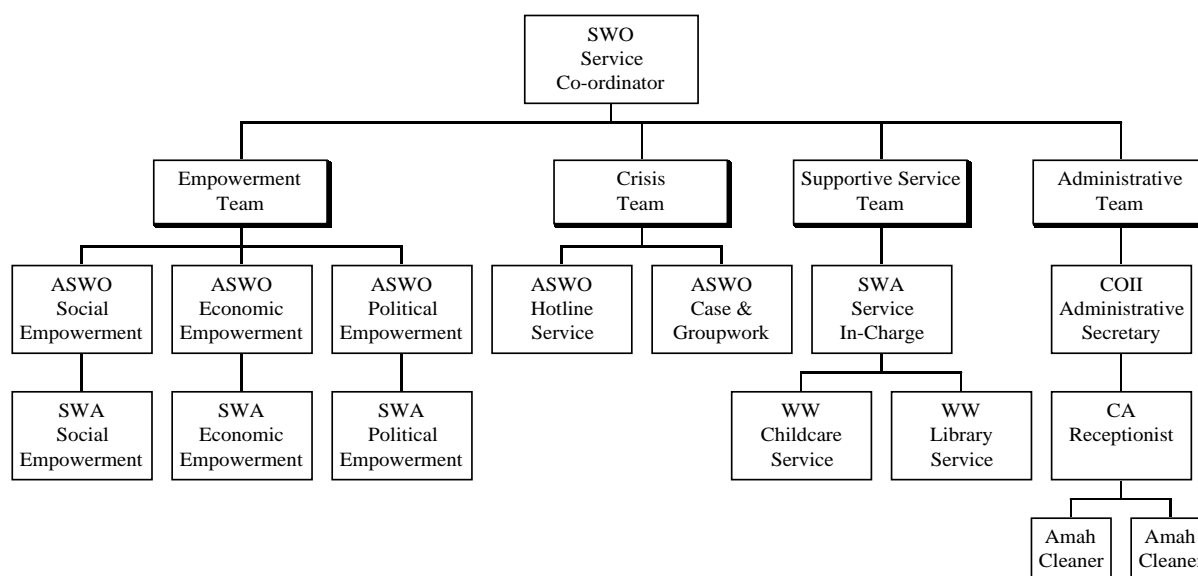 SWO
Service
Co-ordinator
Empowerment
Team
Crisis
Team
Supportive Service
Team
Administrative
Team
ASWO
Social
Empowerment
ASWO
Economic
Empowerment
ASWO
Political
Empowerment
ASWO
Hotline
Service
ASWO
Case &
Groupwork
SWA
Service
In-Charge
COII
Administrative
Secretary
SWA
Social
Empowerment
SWA
Economic
Empowerment
SWA
Political
Empowerment
WW
Childcare
Service
WW
Library
Service
CA
Receptionist
Amah
Cleaner
Amah
Cleaner